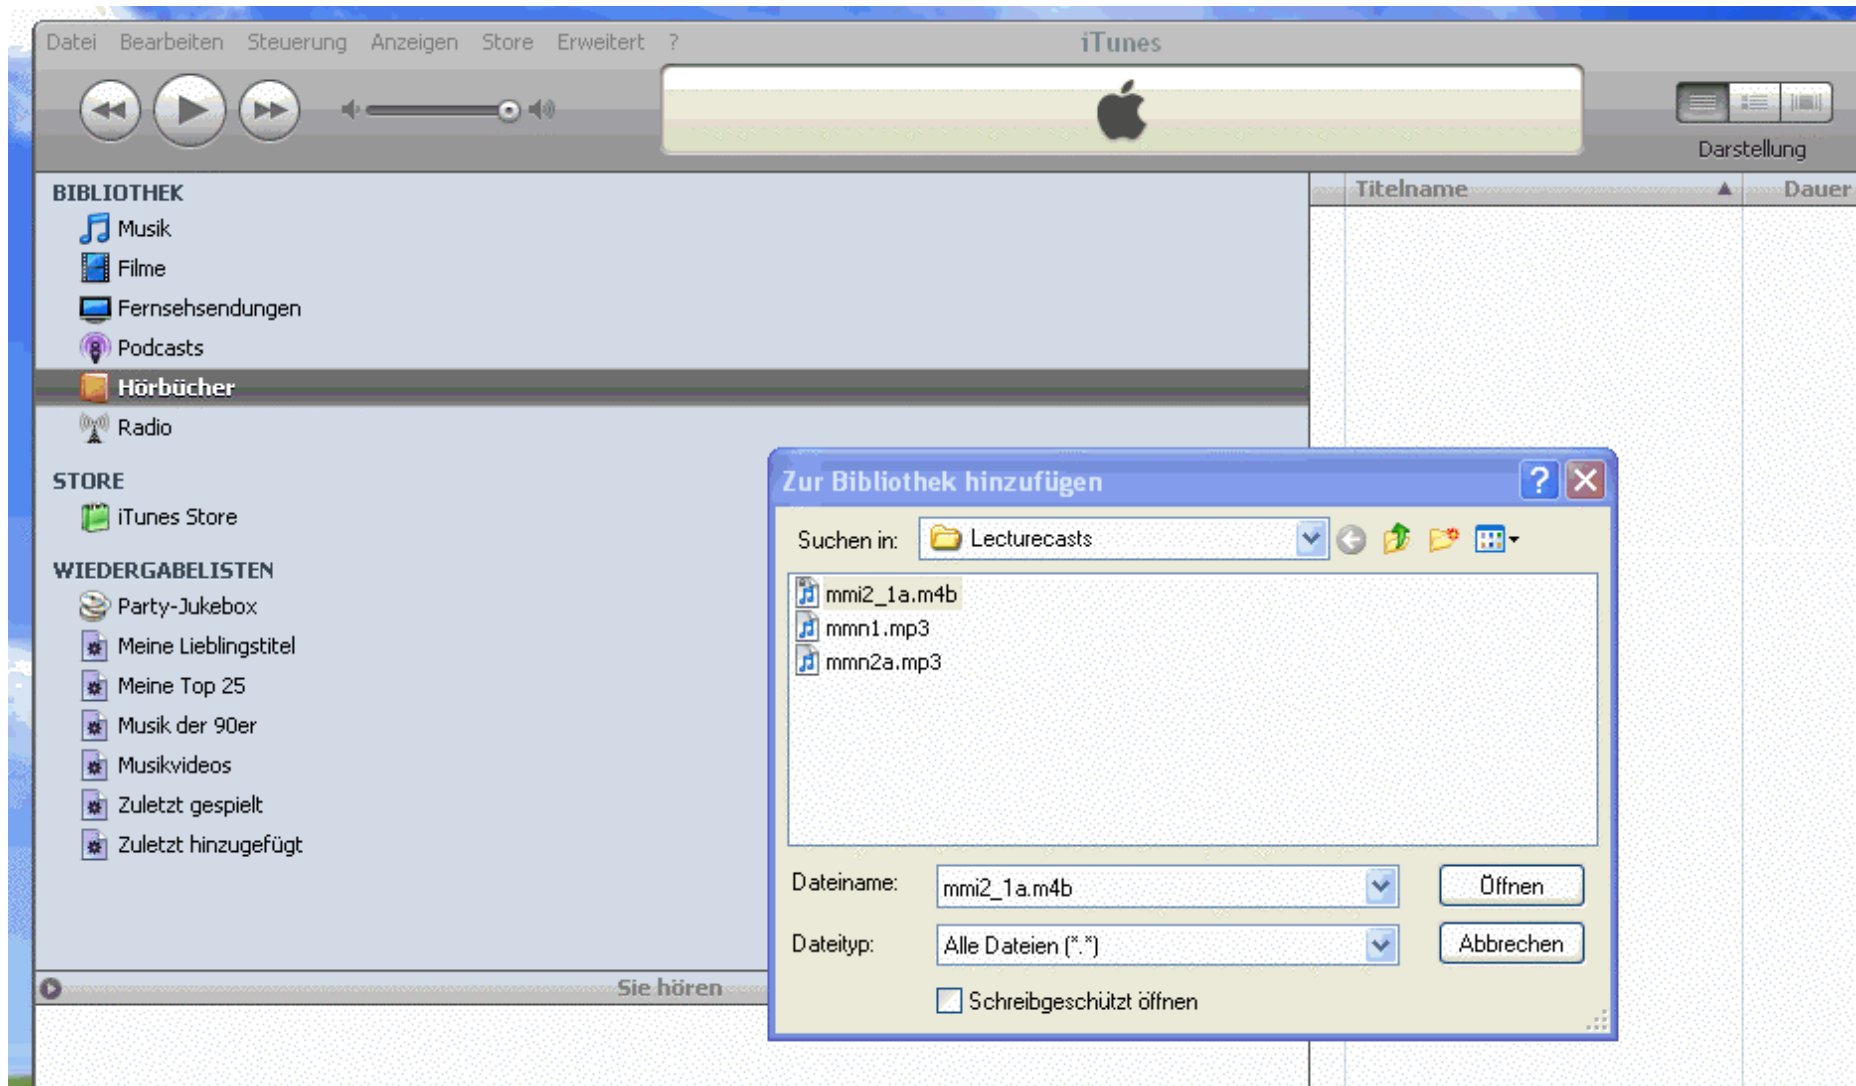 Datei Bearbeiten Steuerung Anzeigen Store Erweitert ?
iTunes
Darstellung
BIBLIOTHEK
Musik
Filme
Fernsehsendungen
Podcasts
Hörbücher
Radio
STORE
iTunes Store
WIEDERGABELISTEN
Party-Jukebox
Meine Lieblingstitel
Meine Top 25
Musik der 90er
Musikvideos
Zuletzt gespielt
Zuletzt hinzugefügt
Sie hören
Titelname Dauer
Zur Bibliothek hinzufügen ?
Suchen in: Lecturecasts
mmi2_1a.m4b
mmn1.mp3
mmn2a.mp3
Dateiname: mmi2_1a.m4b Öffnen
Dateityp: Alle Dateien (*.*) Abbrechen
Schreibgeschützt öffnen